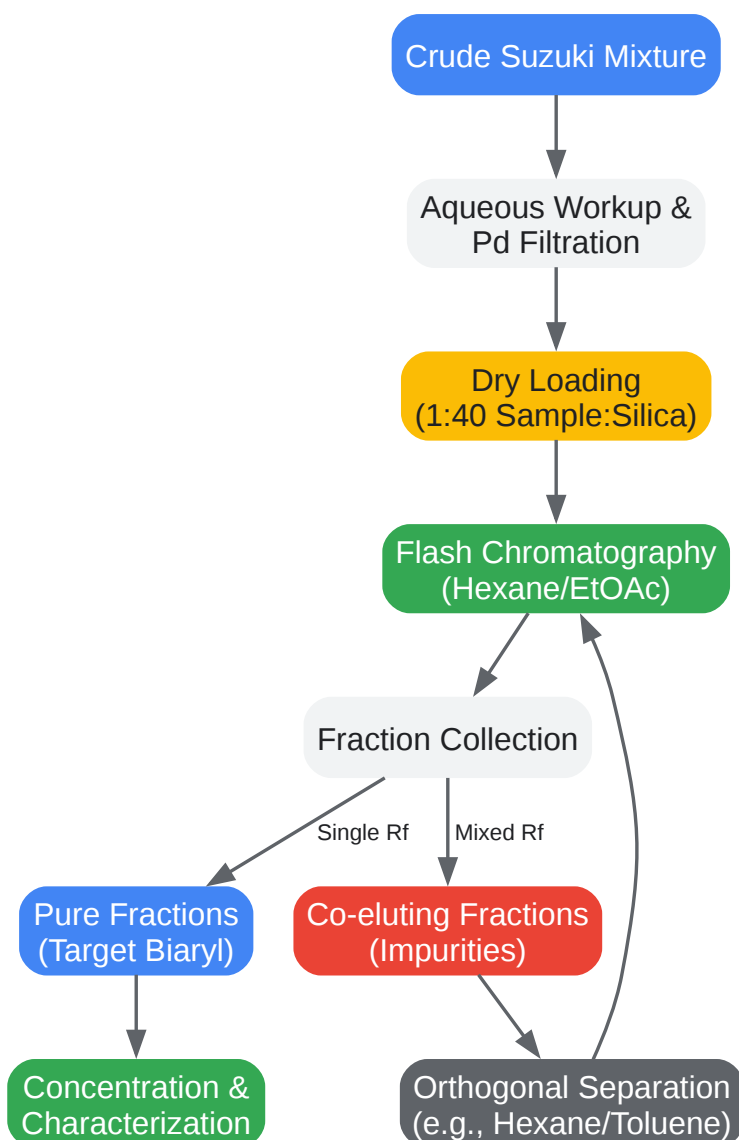 Crude Suzuki Mixture
Aqueous Workup &
Pd Filtration
Dry Loading
(1:40 Sample:Silica)
Flash Chromatography
(Hexane/EtOAc)
Fraction Collection
Single Rf
Mixed Rf
Pure Fractions
(Target Biaryl)
Co-eluting Fractions
(Impurities)
Concentration &
Characterization
Orthogonal Separation
(e.g., Hexane/Toluene)